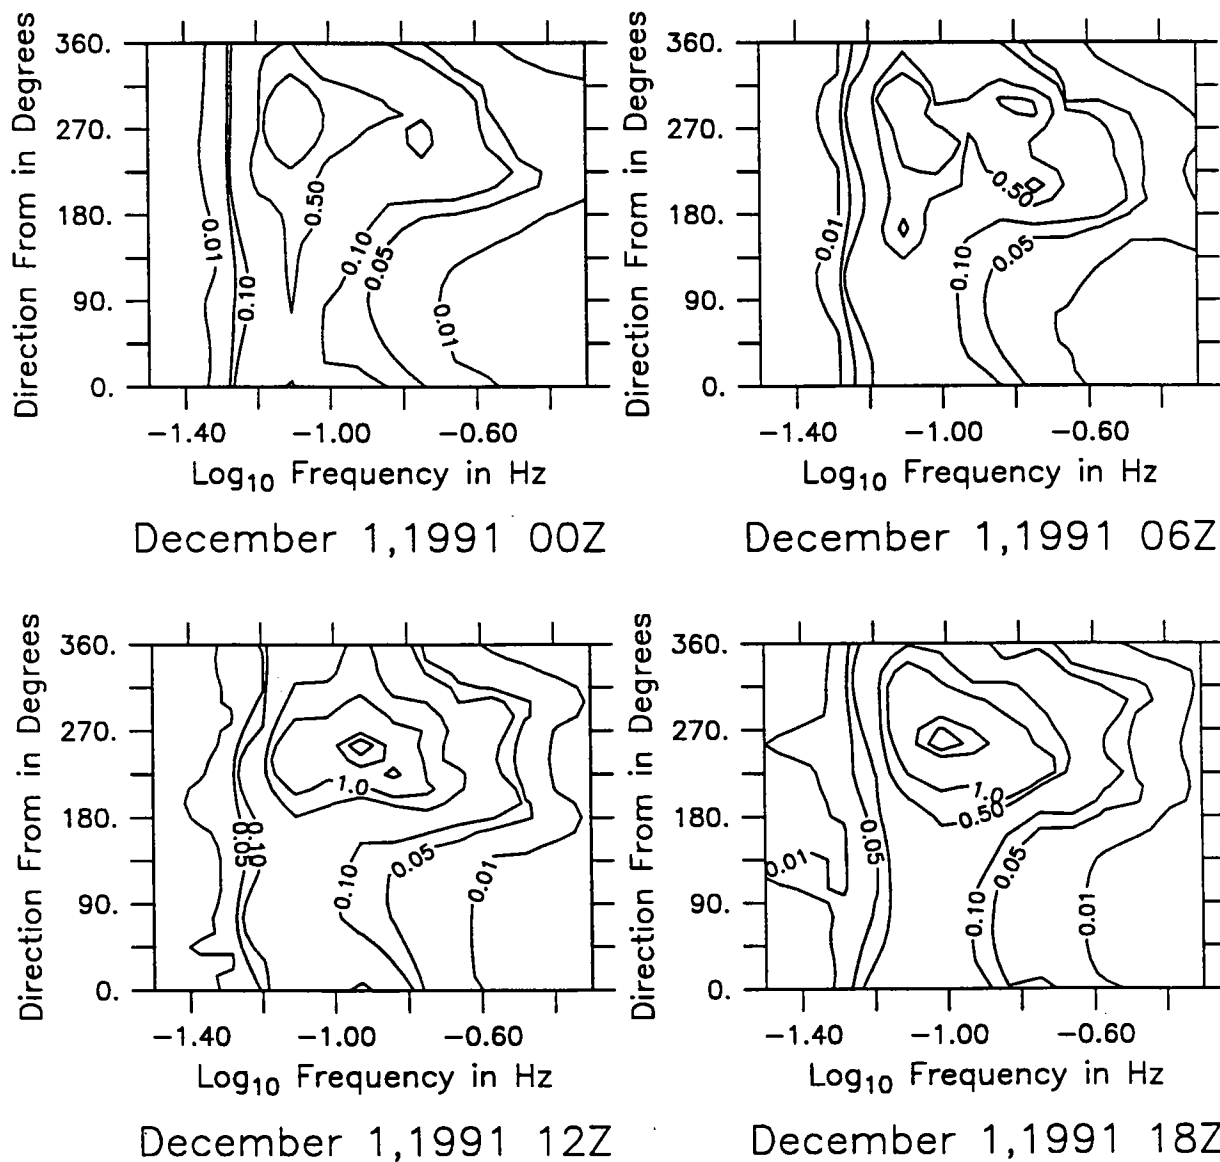 Direction From in Degrees
360.
270.
180.
90.
0.
0.01
0.10
0.50
0.10
0.05
0.01
−1.40 −1.00 −0.60
Log10 Frequency in Hz
December 1,1991 00Z
Direction From in Degrees
360.
270.
180.
90.
0.
0.01
0.50
0.10
0.05
−1.40 −1.00 −0.60
Log10 Frequency in Hz
December 1,1991 06Z
Direction From in Degrees
360.
270.
180.
90.
0.
0.05
0.10
1.0
0.10
0.05
0.01
−1.40 −1.00 −0.60
Log10 Frequency in Hz
December 1,1991 12Z
Direction From in Degrees
360.
270.
180.
90.
0.
0.01
0.05
1.0
0.50
0.10
0.05
0.01
−1.40 −1.00 −0.60
Log10 Frequency in Hz
December 1,1991 18Z